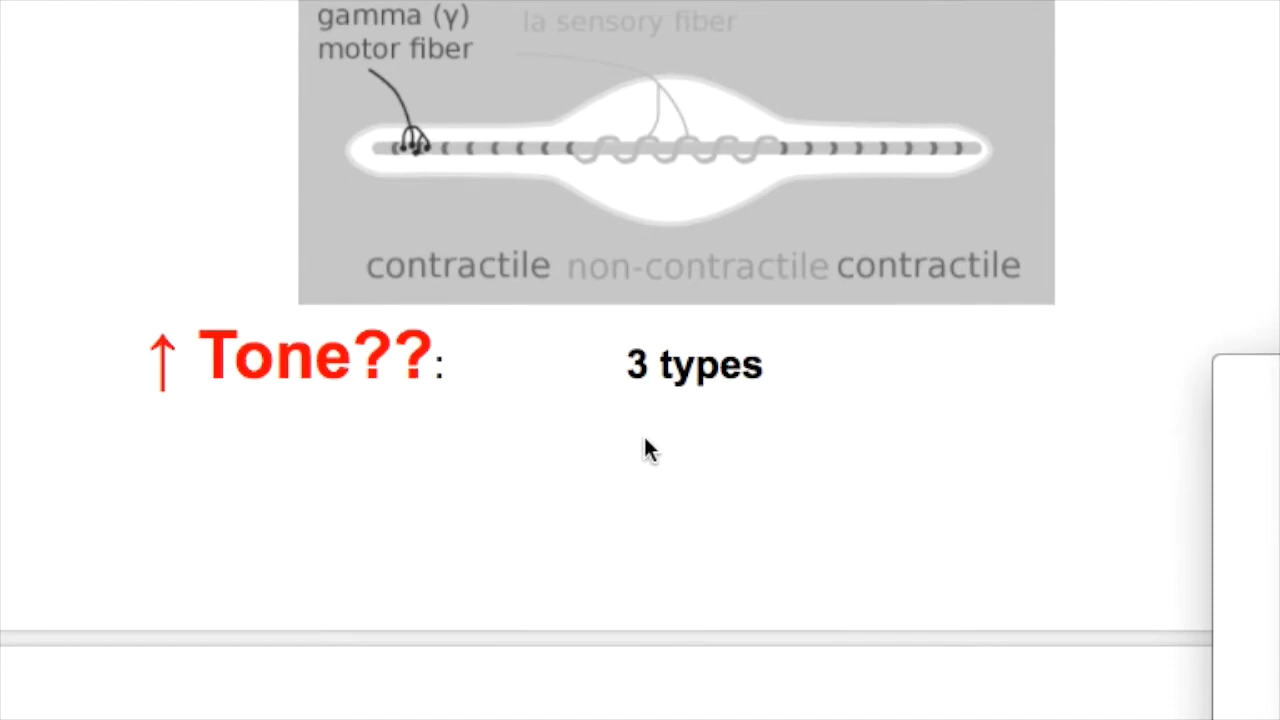 gamma (γ)
motor fiber
Ia sensory fiber
contractile non-contractile contractile
↑ Tone??: 3 types